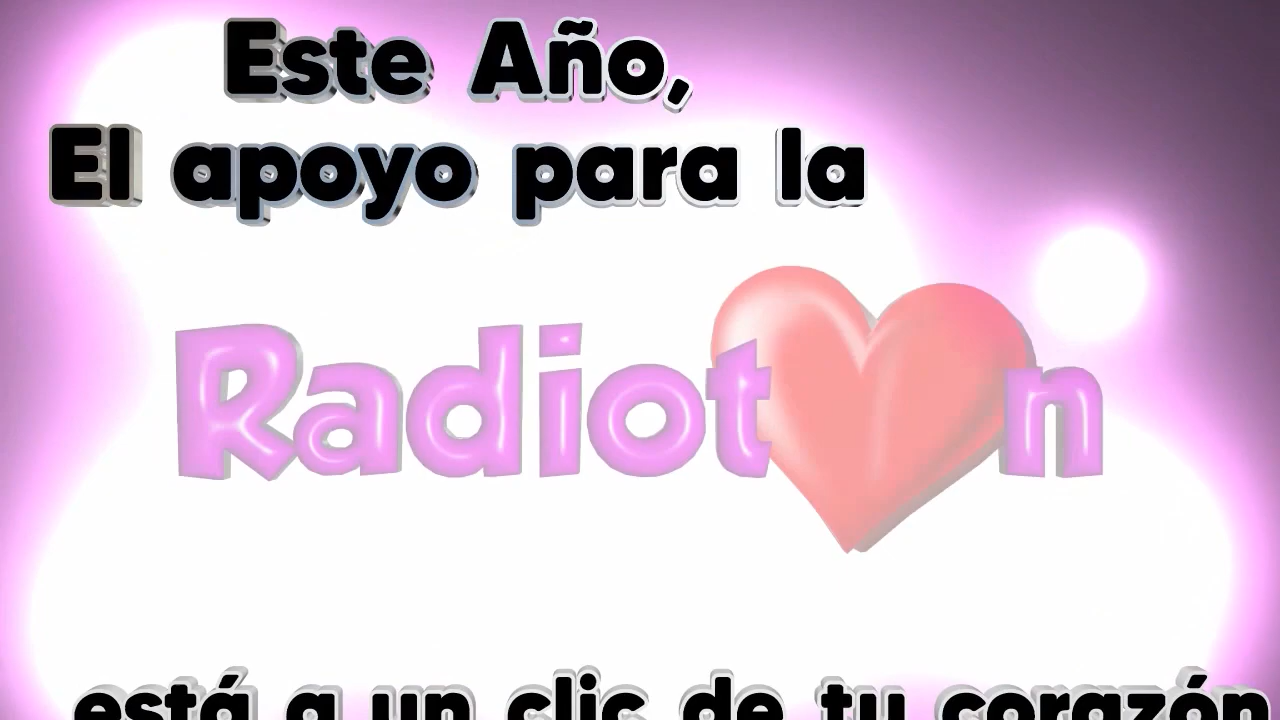 Este Año,
El apoyo para la
Radiot❤n
está a un clic de tu corazón